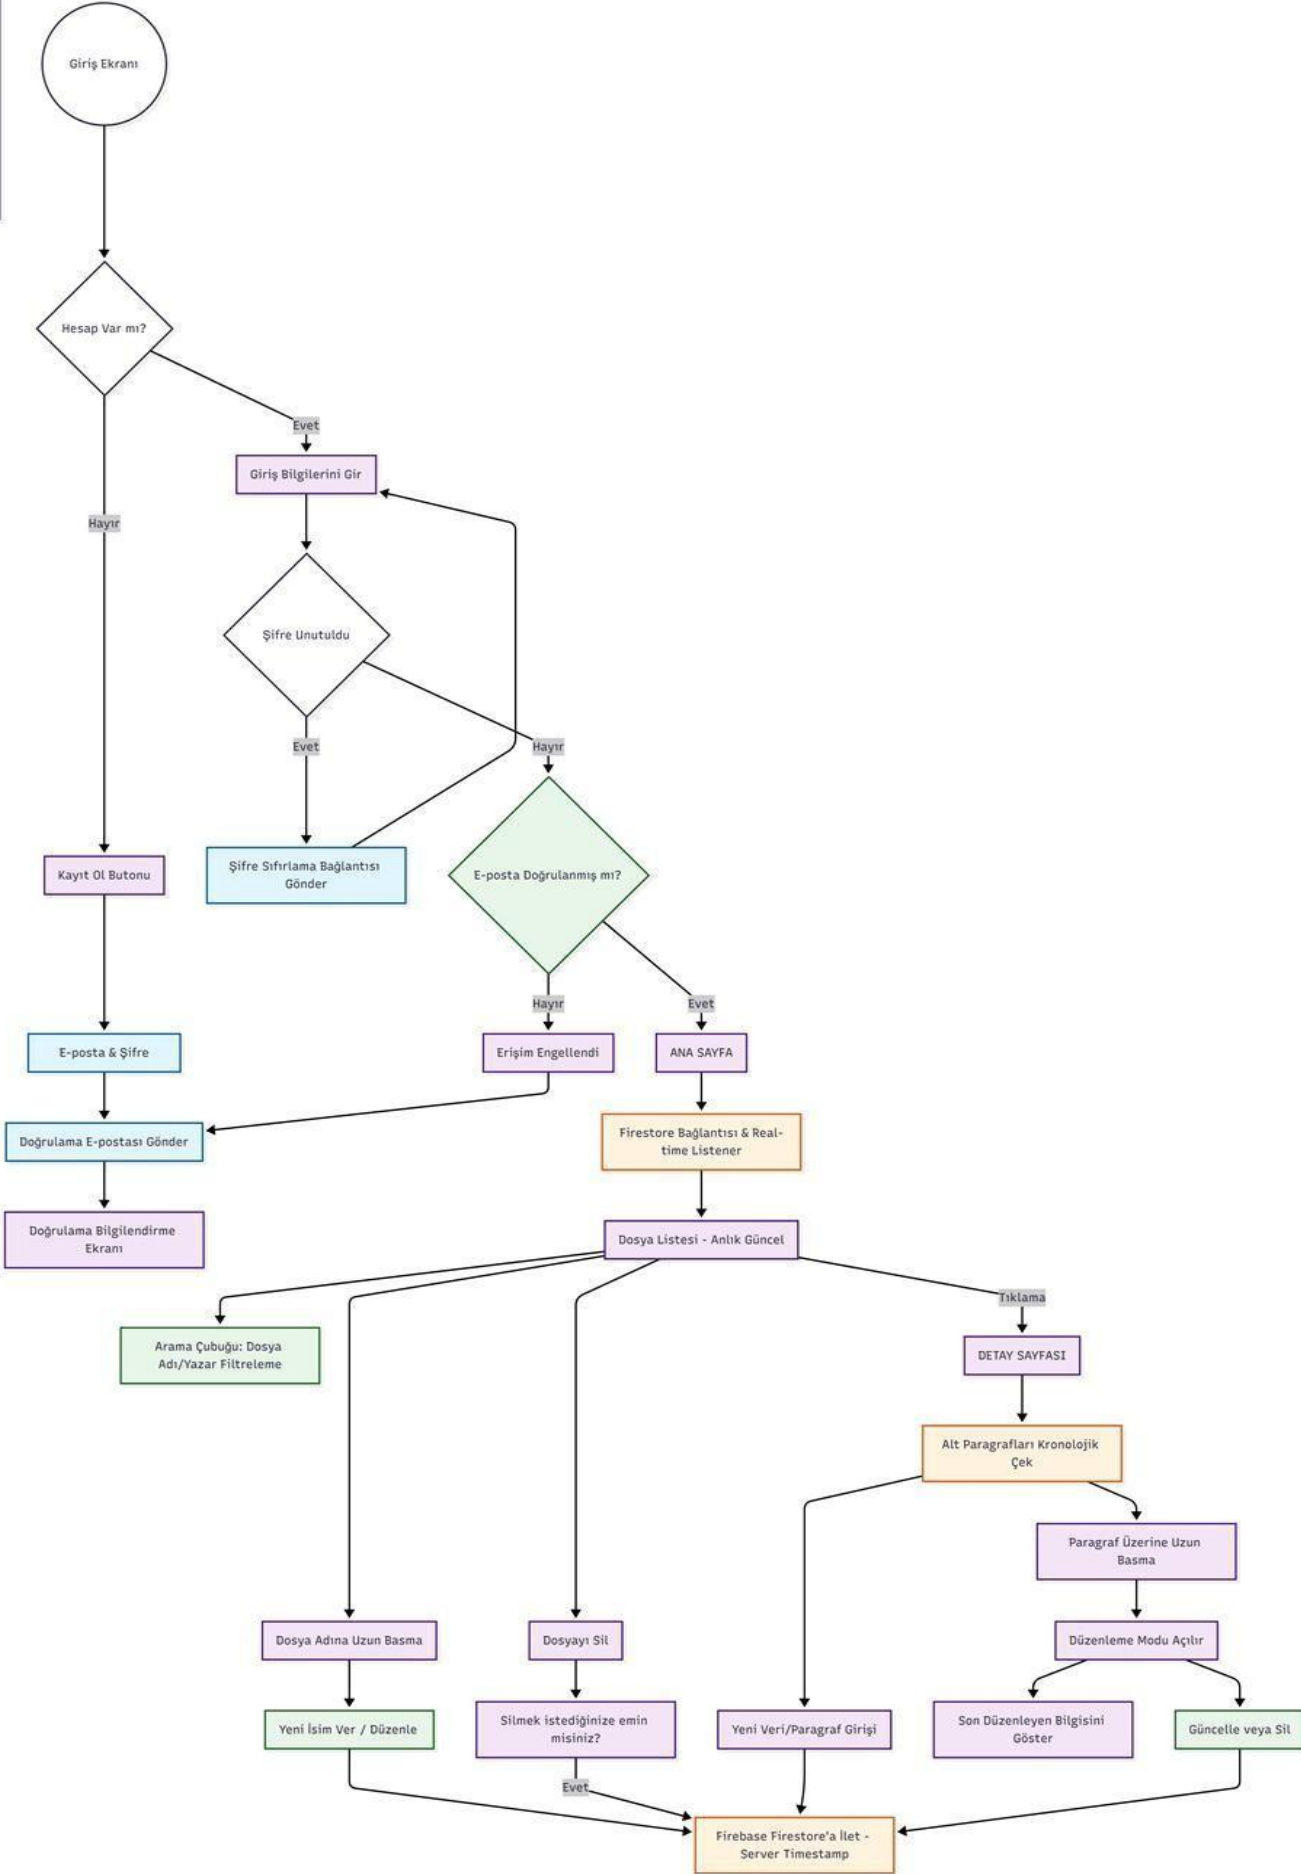 Giriş Ekranı
Hesap Var mı?
Evet
Giriş Bilgilerini Gir
Hayır
Şifre Unutuldu
Evet
Hayır
Kayıt Ol Butonu
Şifre Sıfırlama Bağlantısı
Gönder
E-posta Doğrulanmış mı?
Hayır
Evet
E-posta & Şifre
Erişim Engellendi
ANA SAYFA
Doğrulama E-postası Gönder
Firestore Bağlantısı & Real-
time Listener
Doğrulama Bilgilendirme
Ekranı
Dosya Listesi - Anlık Güncel
Tıklama
Arama Çubuğu: Dosya
Adı/Yazar Filtreleme
DETAY SAYFASI
Alt Paragrafları Kronolojik
Çek
Paragraf Üzerine Uzun
Basma
Dosya Adına Uzun Basma
Dosyayı Sil
Düzenleme Modu Açılır
Yeni İsim Ver / Düzenle
Silmek istediğinize emin
misiniz?
Yeni Veri/Paragraf Girişi
Son Düzenleyen Bilgisini
Göster
Güncelle veya Sil
Evet
Firebase Firestore'a İlet -
Server Timestamp